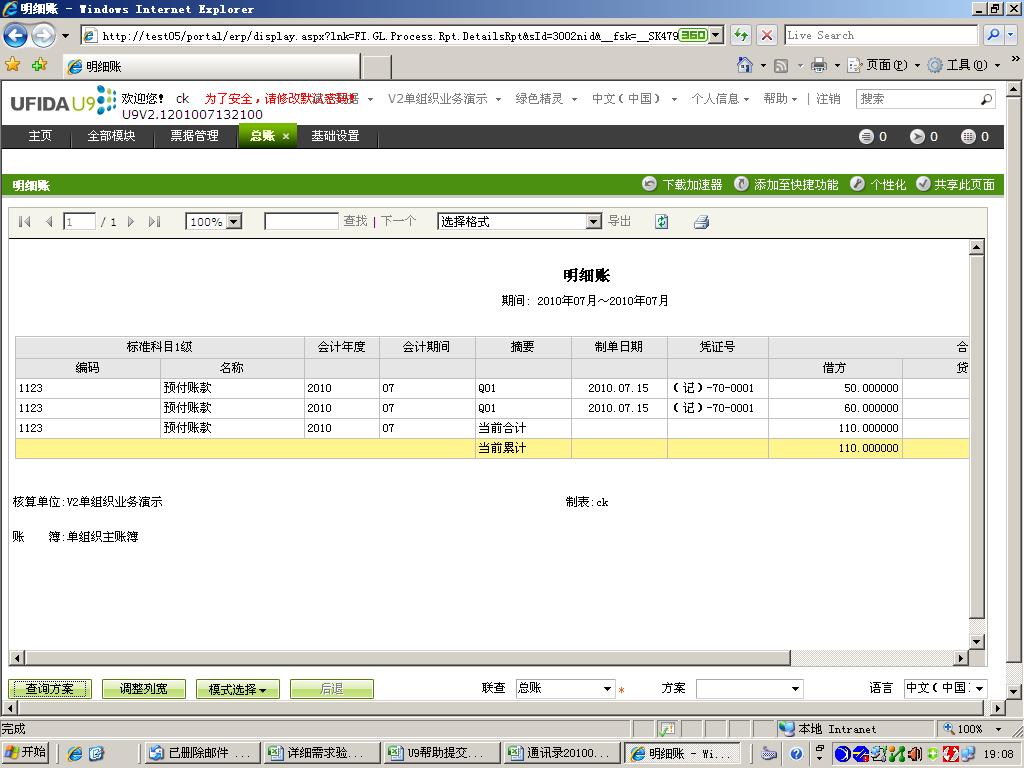 明细账 - Windows Internet Explorer
http://test05/portal/erp/display.aspx?lnk=FI.GL.Process.Rpt.DetailsRpt&sId=3002nid&__fsk=__SK479 360 Live Search
明细账 页面(P) 工具(O) »
UFIDA U9 欢迎您! ck 为了安全，请修改默认密码! V2单组织业务演示 绿色精灵 中文(中国) 个人信息 帮助 注销 搜索
U9V2.1201007132100
主页 全部模块 票据管理 总账 × 基础设置 0 0 0
明细账 下载加速器 添加至快捷功能 个性化 共享此页面
1 / 1 100% 查找 | 下一个 选择格式 导出
明细账
期间: 2010年07月～2010年07月
标准科目1级 会计年度 会计期间 摘要 制单日期 凭证号 合
编码 名称 借方 贷
1123 预付账款 2010 07 Q01 2010.07.15 (记)-70-0001 50.000000
1123 预付账款 2010 07 Q01 2010.07.15 (记)-70-0001 60.000000
1123 预付账款 2010 07 当前合计 110.000000
当前累计 110.000000
核算单位:V2单组织业务演示 制表:ck
账 簿:单组织主账簿
查询方案 调整列宽 模式选择 后退 联查 总账 * 方案 语言 中文(中国)
完成 本地 Intranet 100%
开始 已删除邮件 ... 详细需求验... U9帮助提交... 通讯录20100... 明细账 - Wi... 19:08